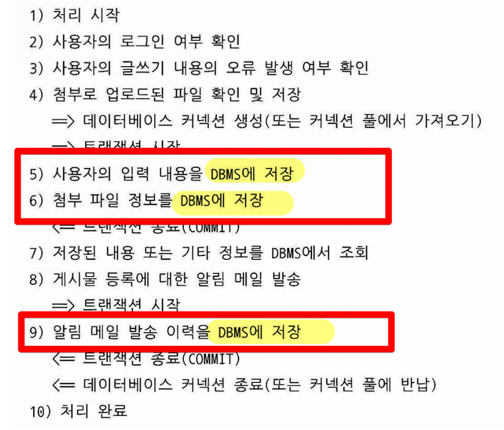 1) 처리 시작
2) 사용자의 로그인 여부 확인
3) 사용자의 글쓰기 내용의 오류 발생 여부 확인
4) 첨부로 업로드된 파일 확인 및 저장
==> 데이터베이스 커넥션 생성(또는 커넥션 풀에서 가져오기)
==> 트랜잭션 시작
5) 사용자의 입력 내용을 DBMS에 저장
6) 첨부 파일 정보를 DBMS에 저장
<== 트랜잭션 종료(COMMIT)
7) 저장된 내용 또는 기타 정보를 DBMS에서 조회
8) 게시물 등록에 대한 알림 메일 발송
==> 트랜잭션 시작
9) 알림 메일 발송 이력을 DBMS에 저장
<== 트랜잭션 종료(COMMIT)
<== 데이터베이스 커넥션 종료(또는 커넥션 풀에 반납)
10) 처리 완료